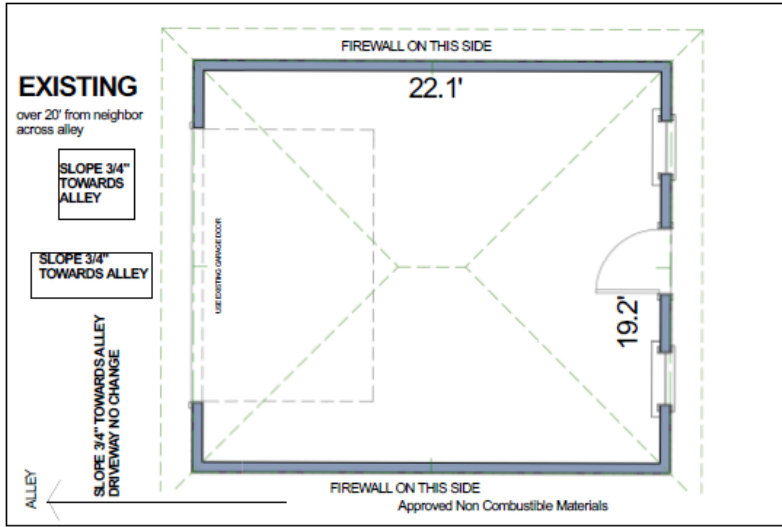 FIREWALL ON THIS SIDE
22.1'
EXISTING
over 20' from neighbor
across alley
SLOPE 3/4"
TOWARDS
ALLEY
SLOPE 3/4"
TOWARDS ALLEY
USE EXISTING GARAGE DOOR
19.2'
SLOPE 3/4" TOWARDS ALLEY
DRIVEWAY NO CHANGE
ALLEY
FIREWALL ON THIS SIDE
Approved Non Combustible Materials